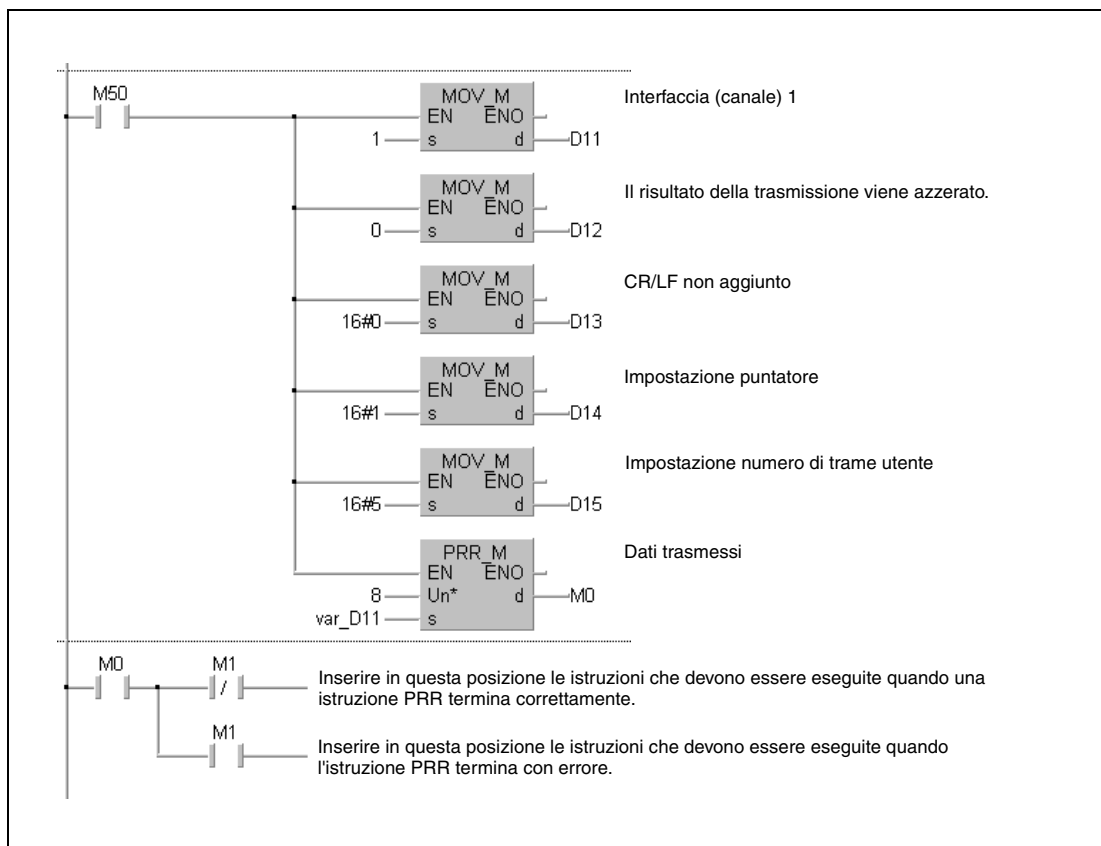 M50
MOV_M
EN ENO
1 s d D11
Interfaccia (canale) 1
MOV_M
EN ENO
0 s d D12
Il risultato della trasmissione viene azzerato.
MOV_M
EN ENO
16#0 s d D13
CR/LF non aggiunto
MOV_M
EN ENO
16#1 s d D14
Impostazione puntatore
MOV_M
EN ENO
16#5 s d D15
Impostazione numero di trame utente
PRR_M
EN ENO
8 Un* d M0
var_D11 s
Dati trasmessi
M0 M1
/
Inserire in questa posizione le istruzioni che devono essere eseguite quando una
istruzione PRR termina correttamente.
M1
Inserire in questa posizione le istruzioni che devono essere eseguite quando
l'istruzione PRR termina con errore.